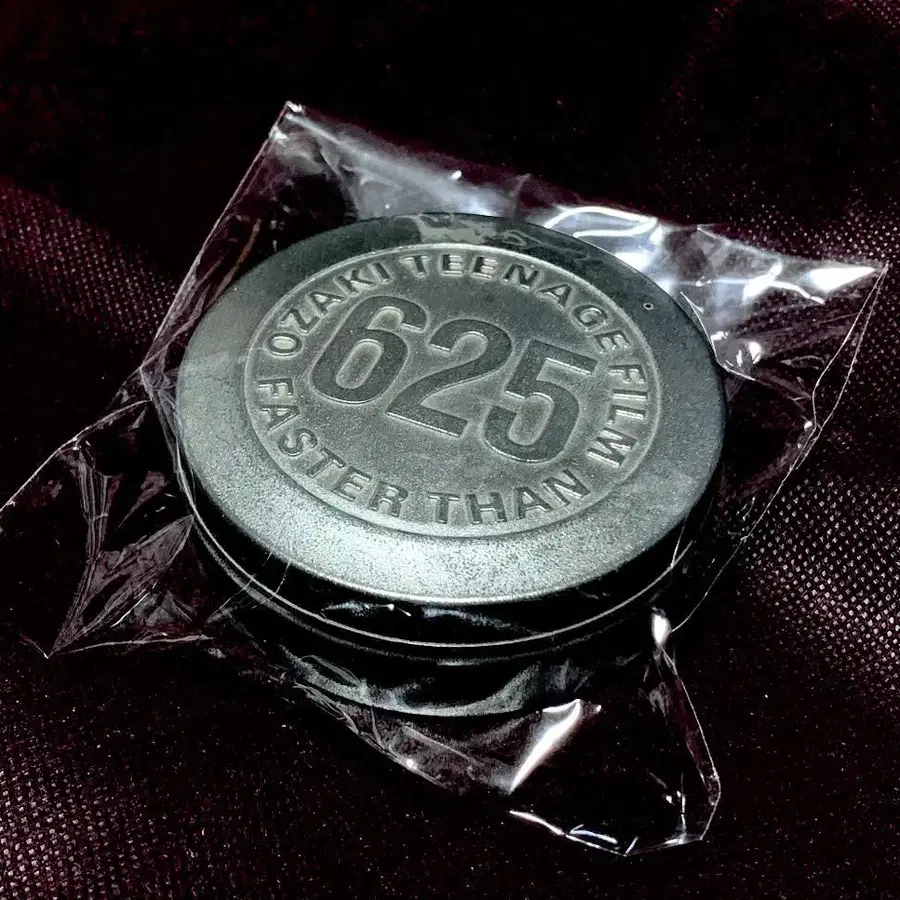 OZAKI TEENAGE FILM
625
FASTER THAN